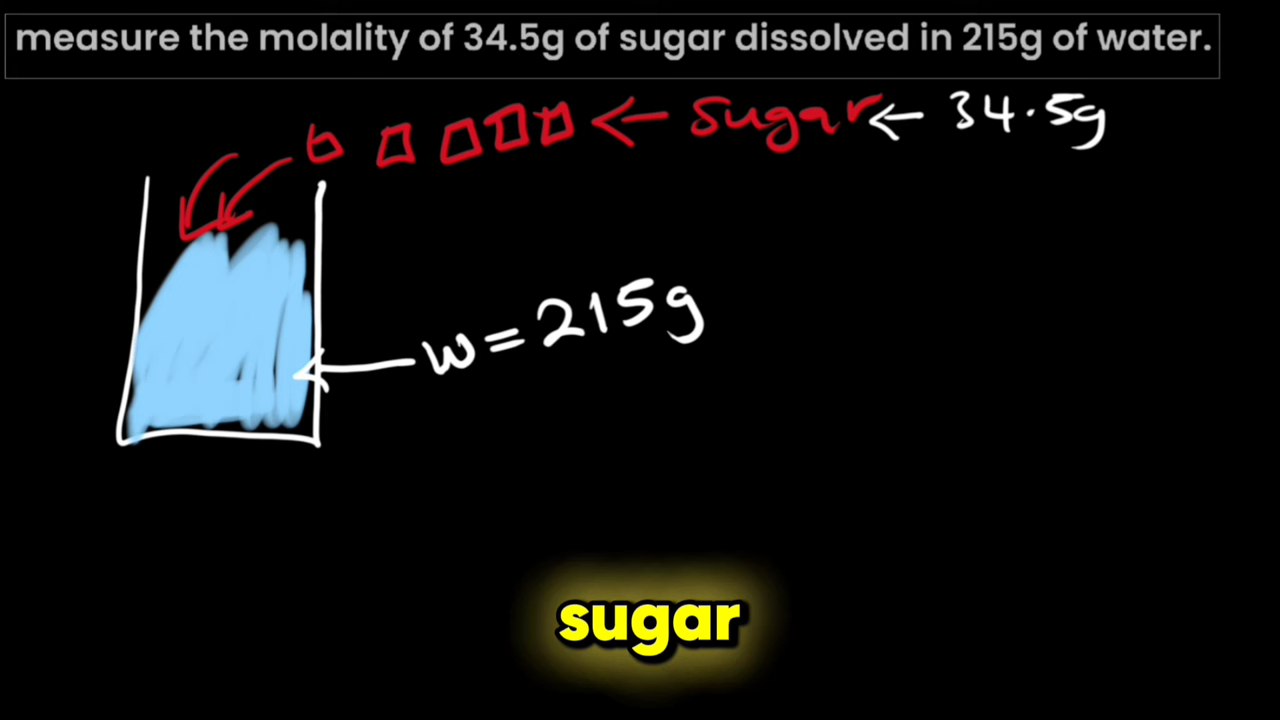 measure the molality of 34.5g of sugar dissolved in 215g of water.
← sugar ← 34.5g
← w = 215g
sugar